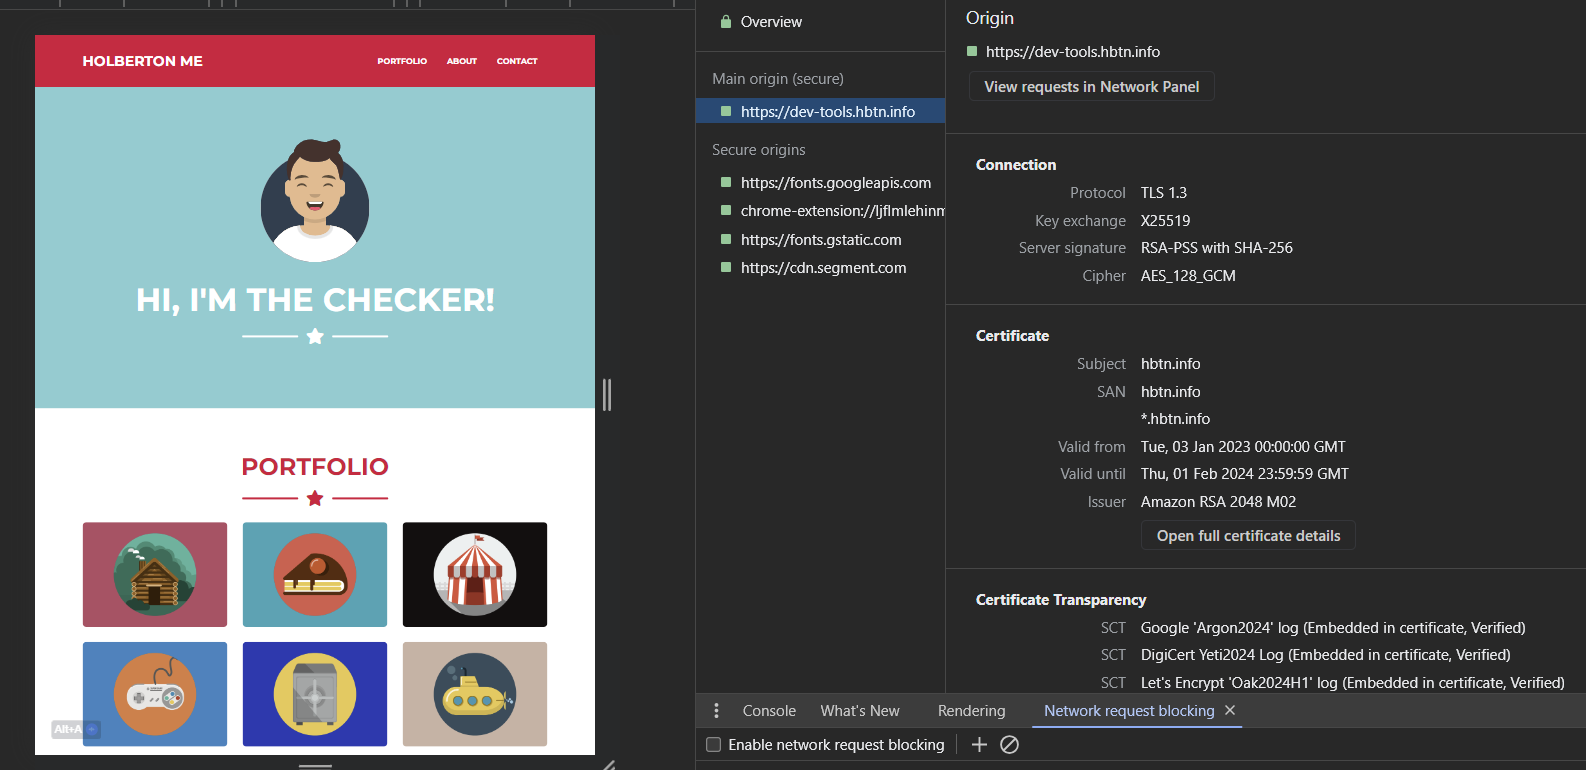 HOLBERTON ME
PORTFOLIO
ABOUT
CONTACT
HI, I'M THE CHECKER!
PORTFOLIO
Alt+A
Overview
Main origin (secure)
https://dev-tools.hbtn.info
Secure origins
https://fonts.googleapis.com
chrome-extension://ljflmlehinm
https://fonts.gstatic.com
https://cdn.segment.com
Origin
https://dev-tools.hbtn.info
View requests in Network Panel
Connection
Protocol TLS 1.3
Key exchange X25519
Server signature RSA-PSS with SHA-256
Cipher AES_128_GCM
Certificate
Subject hbtn.info
SAN hbtn.info
*.hbtn.info
Valid from Tue, 03 Jan 2023 00:00:00 GMT
Valid until Thu, 01 Feb 2024 23:59:59 GMT
Issuer Amazon RSA 2048 M02
Open full certificate details
Certificate Transparency
SCT Google 'Argon2024' log (Embedded in certificate, Verified)
SCT DigiCert Yeti2024 Log (Embedded in certificate, Verified)
SCT Let's Encrypt 'Oak2024H1' log (Embedded in certificate, Verified)
Console What's New Rendering Network request blocking
Enable network request blocking